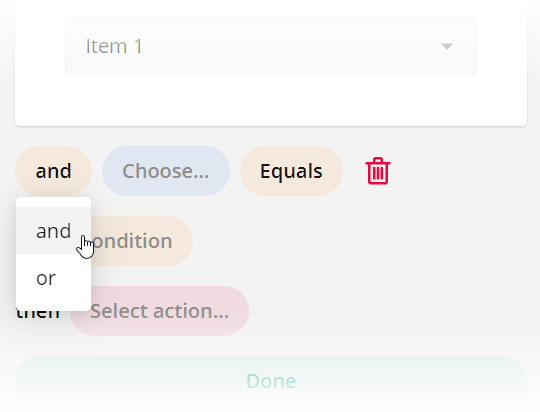 Item 1
and Choose... Equals
and
ondition
or
then Select action...
Done